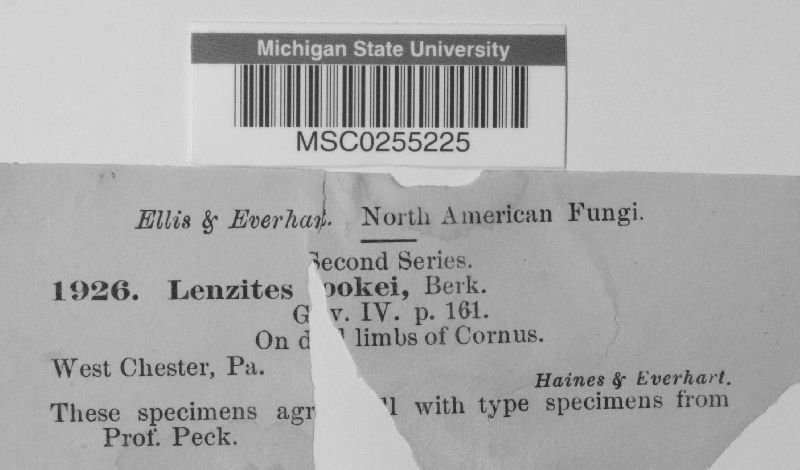 Michigan State University
MSC0255225
Ellis & Everhart. North American Fungi.
Second Series.
1926. Lenzites ookei, Berk.
G v. IV. p. 161.
On d limbs of Cornus.
West Chester, Pa.
Haines & Everhart.
These specimens agr ll with type specimens from
Prof. Peck.